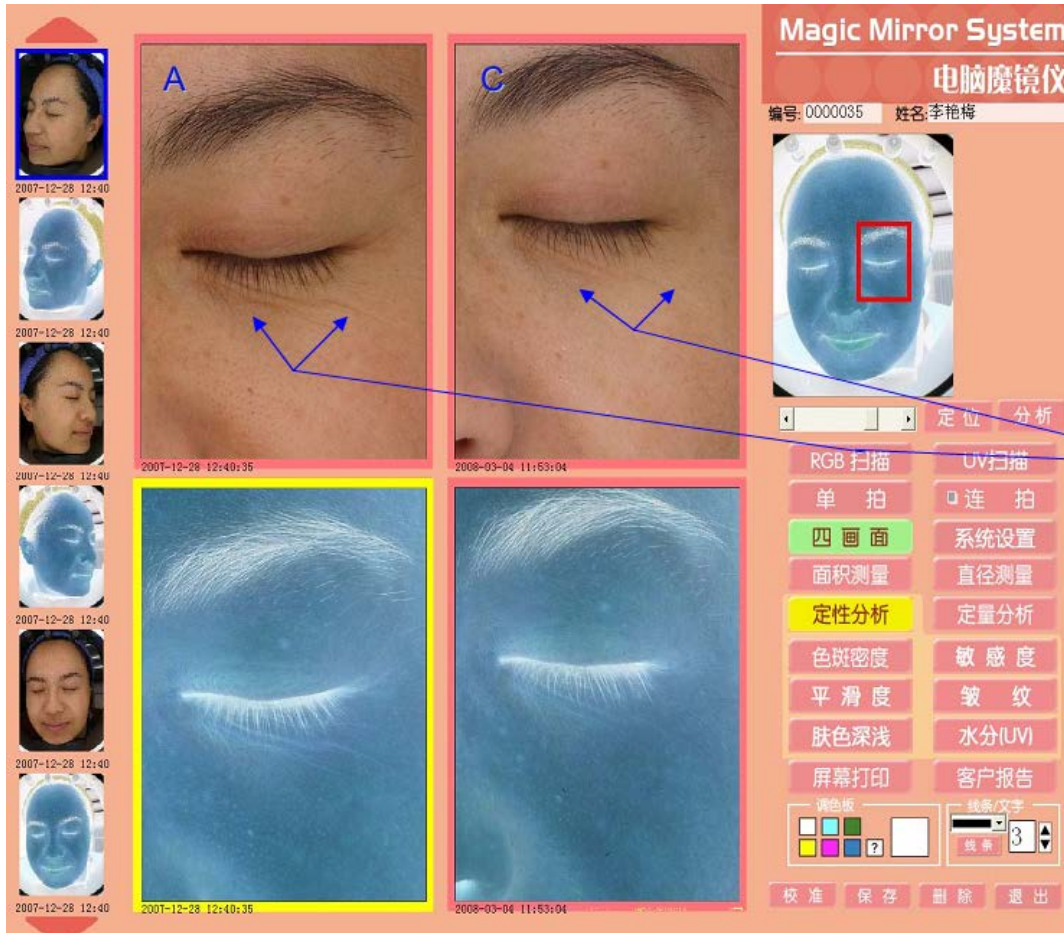 Magic Mirror System
电脑魔镜仪
编号: 0000035 姓名:李艳梅
A
C
2007-12-28 12:40
2007-12-28 12:40
2007-12-28 12:40
2007-12-28 12:40
2007-12-28 12:40
2007-12-28 12:40
2007-12-28 12:40:35
2008-03-04 11:53:04
2007-12-28 12:40:35
2008-03-04 11:53:04
定位 分析
RGB 扫描 UV扫描
单 拍 连 拍
四 画 面 系统设置
面积测量 直径测量
定性分析 定量分析
色斑密度 敏 感 度
平 滑 度 皱 纹
肤色深浅 水分(UV)
屏幕打印 客户报告
调色板 线条/文字
?
线 条 3
校 准 保 存 删 除 退 出